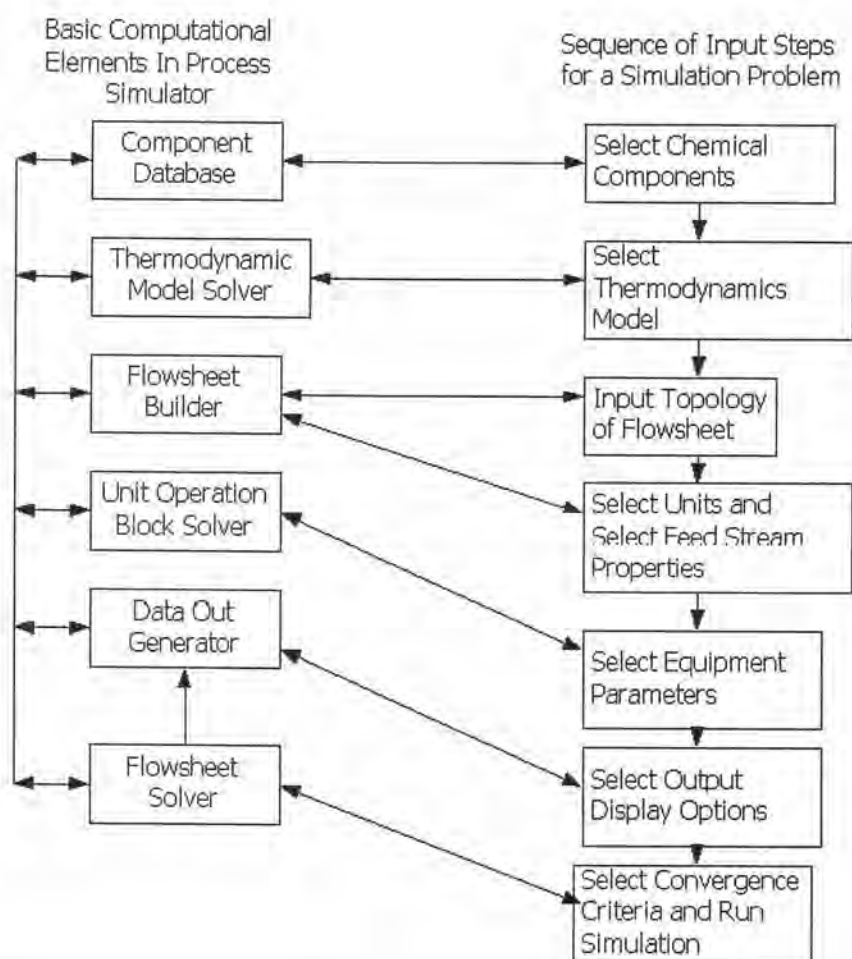 Basic Computational
Elements In Process
Simulator
Component
Database
Thermodynamic
Model Solver
Flowsheet
Builder
Unit Operation
Block Solver
Data Out
Generator
Flowsheet
Solver
Sequence of Input Steps
for a Simulation Problem
Select Chemical
Components
Select
Thermodynamics
Model
Input Topology
of Flowsheet
Select Units and
Select Feed Stream
Properties
Select Equipment
Parameters
Select Output
Display Options
Select Convergence
Criteria and Run
Simulation